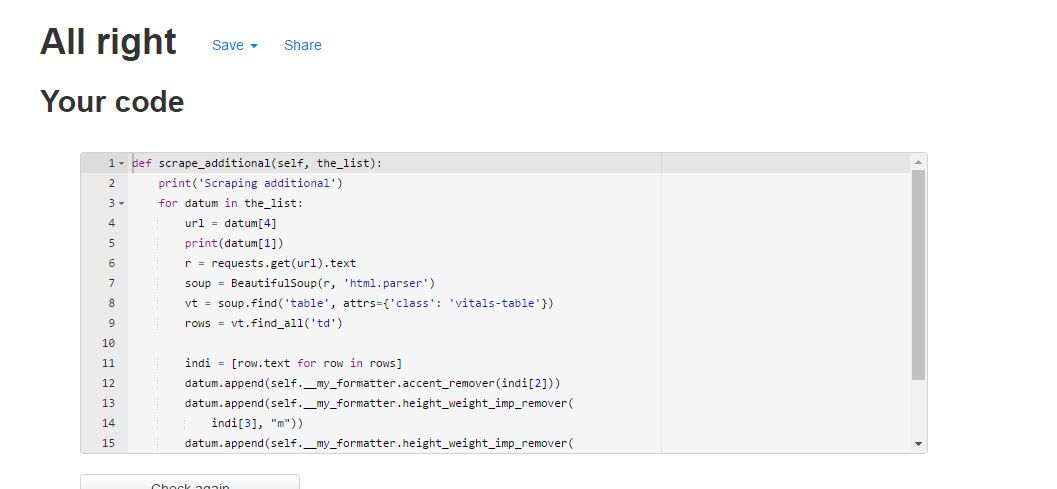 All right Save Share
Your code
1 def scrape_additional(self, the_list):
2 print('Scraping additional')
3 for datum in the_list:
4 url = datum[4]
5 print(datum[1])
6 r = requests.get(url).text
7 soup = BeautifulSoup(r, 'html.parser')
8 vt = soup.find('table', attrs={'class': 'vitals-table'})
9 rows = vt.find_all('td')
10
11 indi = [row.text for row in rows]
12 datum.append(self.__my_formatter.accent_remover(indi[2]))
13 datum.append(self.__my_formatter.height_weight_imp_remover(
14 indi[3], "m"))
15 datum.append(self.__my_formatter.height_weight_imp_remover(
Check again